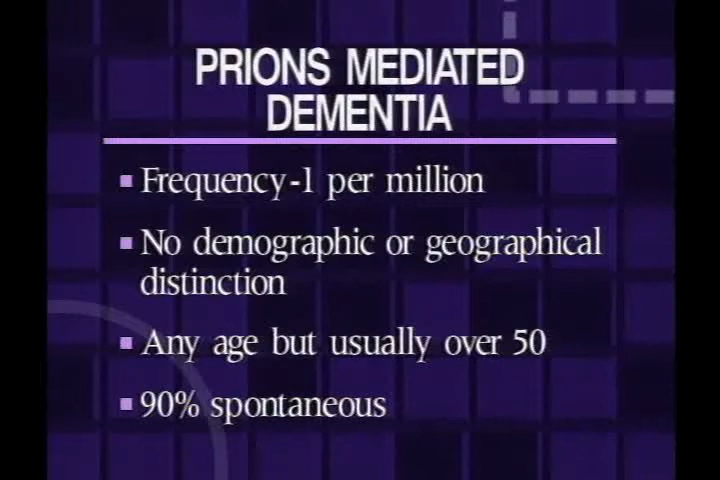 PRIONS MEDIATED
DEMENTIA
▪ Frequency-1 per million
▪ No demographic or geographical
distinction
▪ Any age but usually over 50
▪ 90% spontaneous